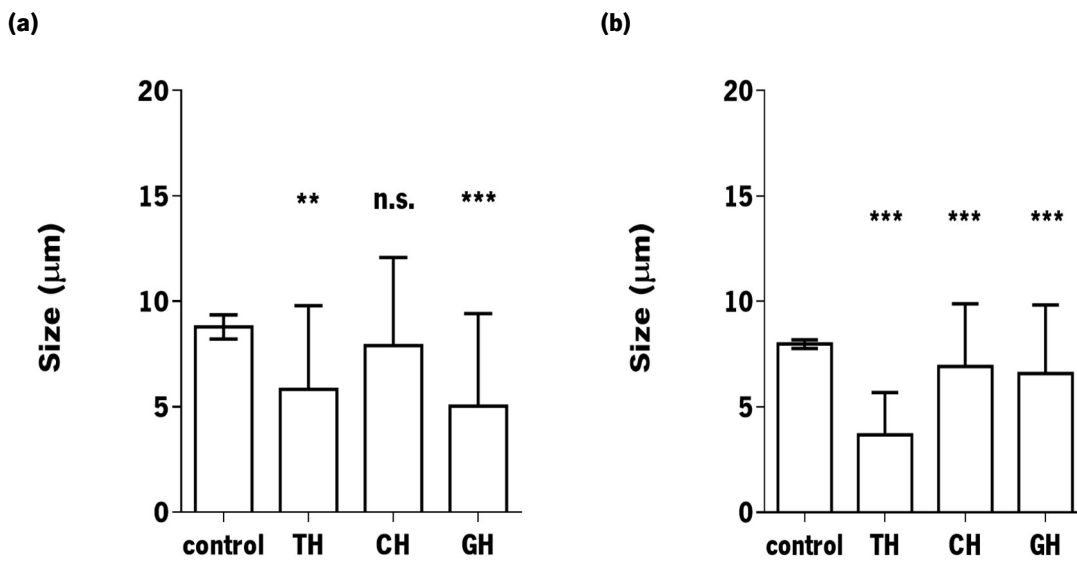 (a)
20
15
10
5
0
Size (μm)
** n.s. ***
control TH CH GH
(b)
20
15
10
5
0
Size (μm)
*** *** ***
control TH CH GH